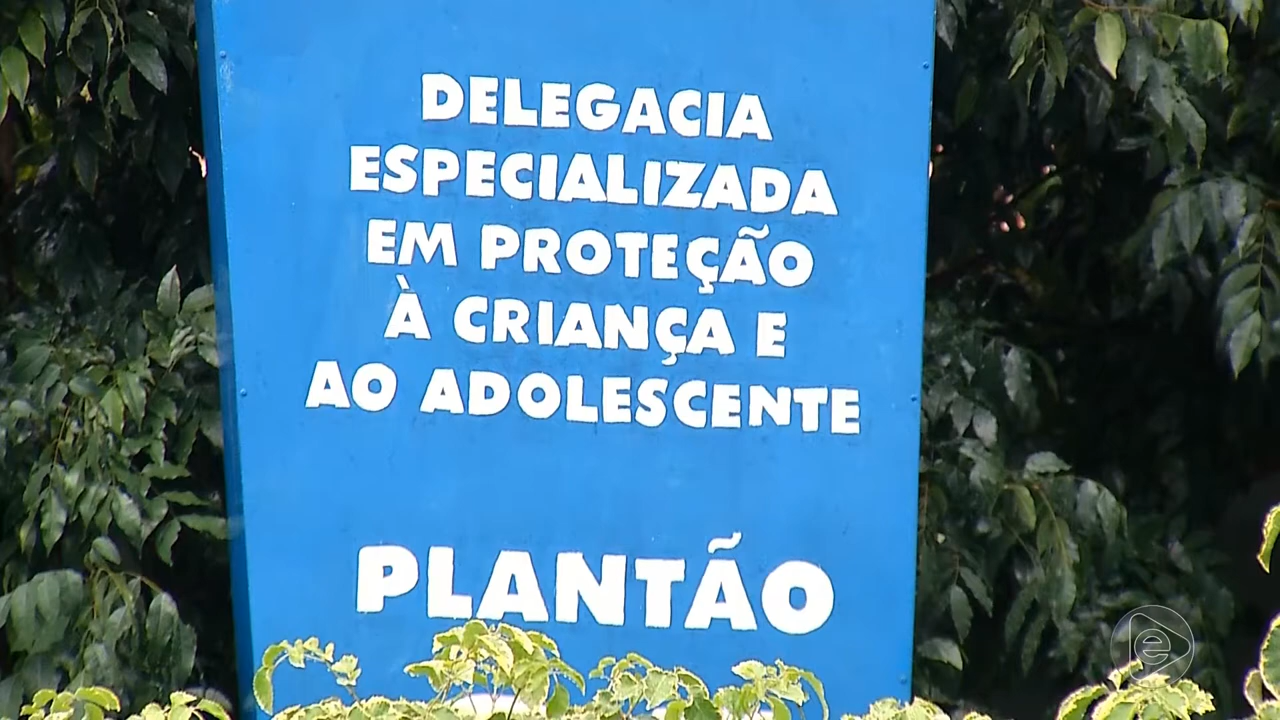 DELEGACIA
ESPECIALIZADA
EM PROTEÇÃO
À CRIANÇA E
AO ADOLESCENTE
PLANTÃO
e